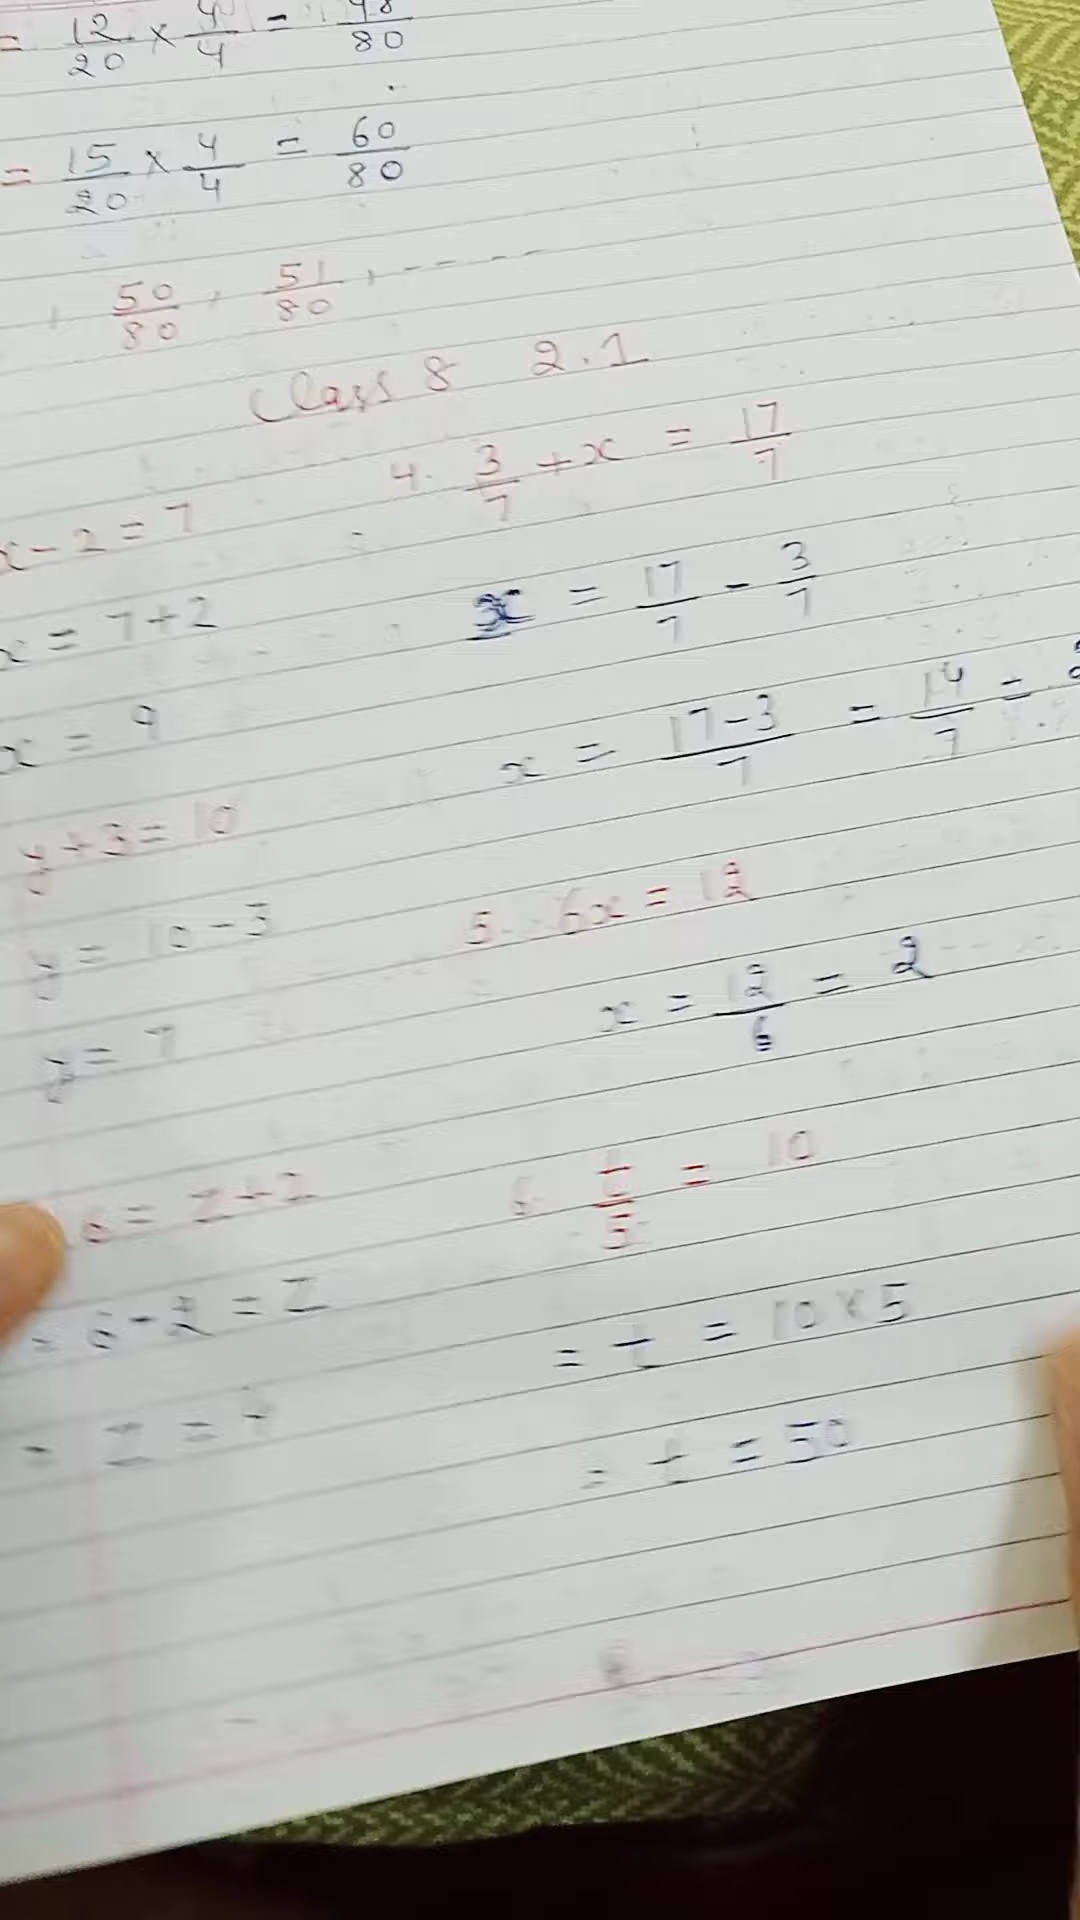 = 12/20 × 4/4 = 48/80
= 15/20 × 4/4 = 60/80
, 50/80, 51/80, -----
Class 8 2.1
x - 2 = 7
x = 7+2
x = 9
y + 3 = 10
y = 10 - 3
y = 7
6 = z + 2
= 6 - 2 = z
= z =
4. 3/7 + x = 17/7
x = 17/7 - 3/7
x = 17-3/7 = 14/7 =
5. 6x = 12
x = 12/6 = 2
6. t/5 = 10
= t = 10 × 5
= t = 50